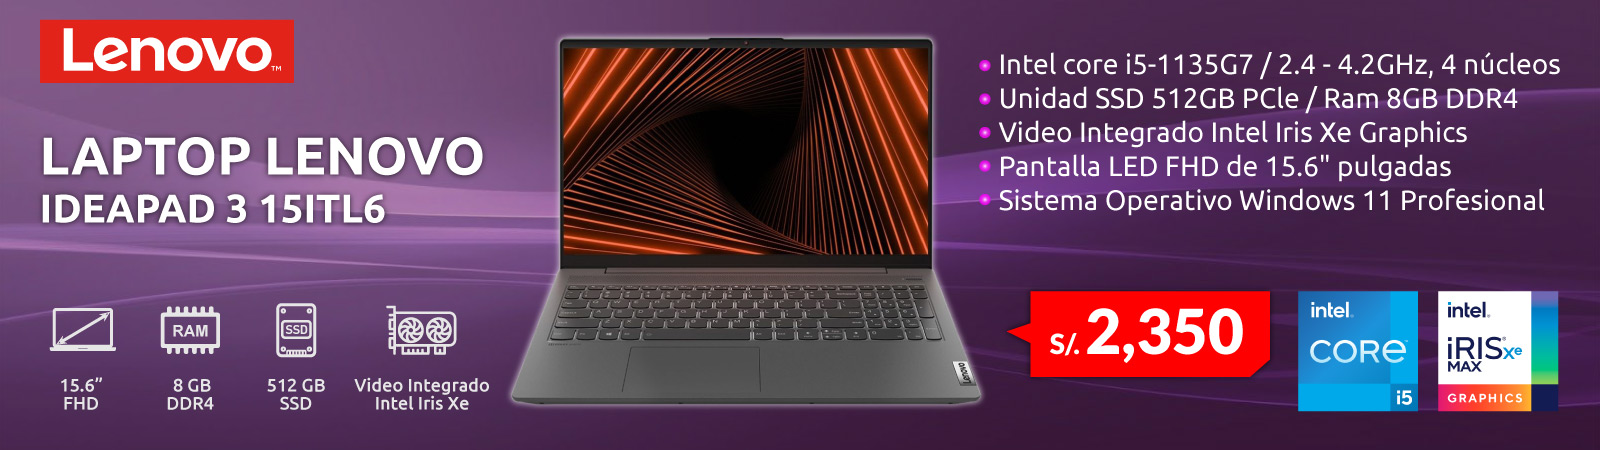 Lenovo™
LAPTOP LENOVO
IDEAPAD 3 15ITL6
15.6”
FHD
RAM
8 GB
DDR4
SSD
512 GB
SSD
Video Integrado
Intel Iris Xe
Lenovo
• Intel core i5-1135G7 / 2.4 - 4.2GHz, 4 núcleos
• Unidad SSD 512GB PCle / Ram 8GB DDR4
• Video Integrado Intel Iris Xe Graphics
• Pantalla LED FHD de 15.6" pulgadas
• Sistema Operativo Windows 11 Profesional
S/. 2,350
intel.
CORE
i5
intel.
iRIS xe
MAX
GRAPHICS